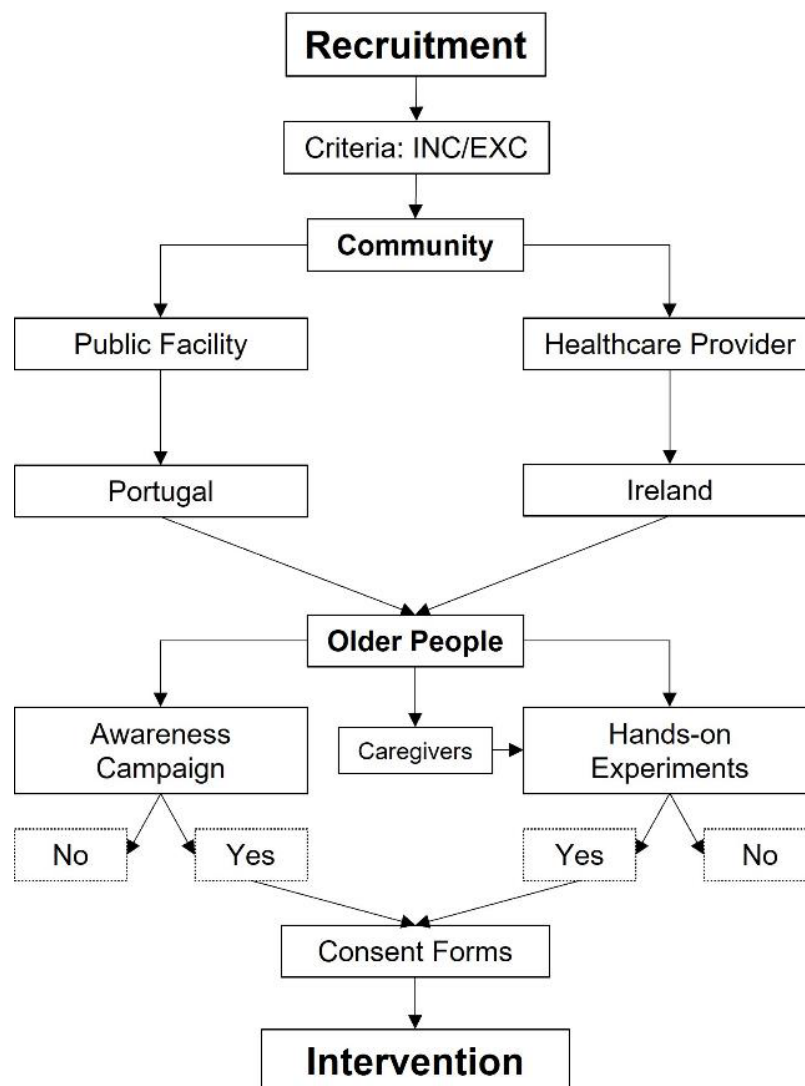 Recruitment
Criteria: INC/EXC
Community
Public Facility
Healthcare Provider
Portugal
Ireland
Older People
Awareness
Campaign
Caregivers
Hands-on
Experiments
No
Yes
Yes
No
Consent Forms
Intervention